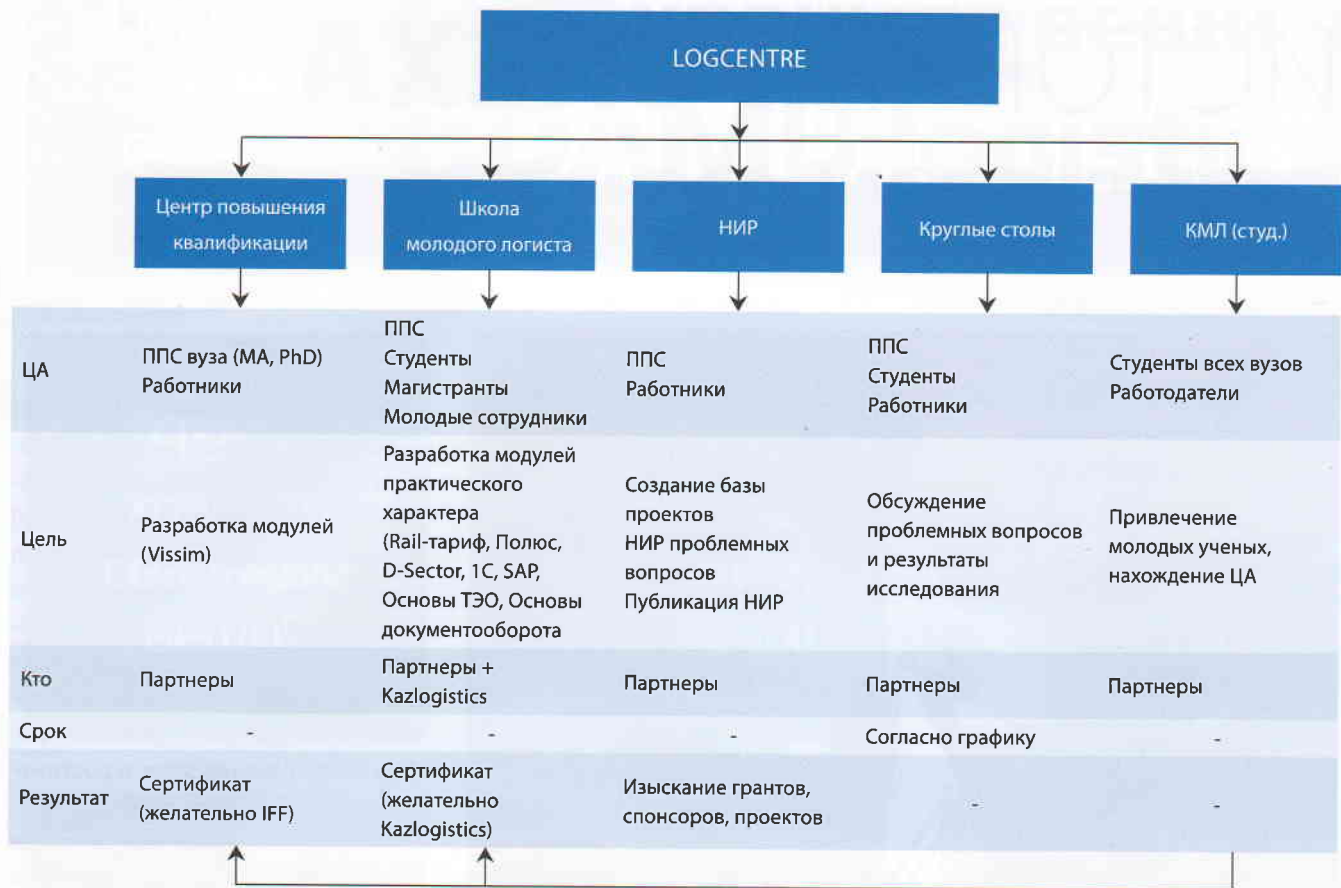 LOGCENTRE
Центр повышения
квалификации
Школа
молодого логиста
НИР
Круглые столы
КМЛ (студ.)
ЦА
ППС вуза (MA, PhD)
Работники
ППС
Студенты
Магистранты
Молодые сотрудники
ППС
Работники
ППС
Студенты
Работники
Студенты всех вузов
Работодатели
Цель
Разработка модулей
(Vissim)
Разработка модулей
практического
характера
(Rail-тариф, Полюс,
D-Sector, 1С, SAP,
Основы ТЭО, Основы
документооборота
Создание базы
проектов
НИР проблемных
вопросов
Публикация НИР
Обсуждение
проблемных вопросов
и результаты
исследования
Привлечение
молодых ученых,
нахождение ЦА
Кто
Партнеры
Партнеры +
Kazlogistics
Партнеры
Партнеры
Партнеры
Срок
-
-
-
Согласно графику
-
Результат
Сертификат
(желательно IFF)
Сертификат
(желательно
Kazlogistics)
Изыскание грантов,
спонсоров, проектов
-
-